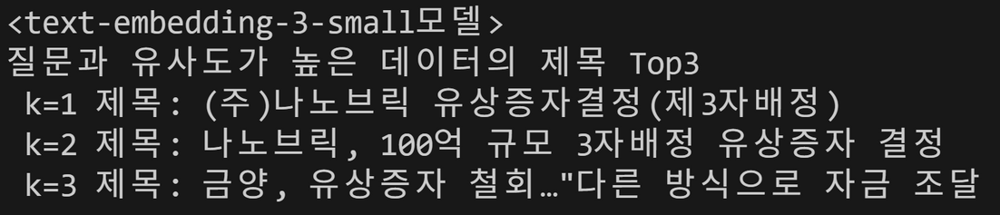 <text-embedding-3-small모델>
질문과 유사도가 높은 데이터의 제목 Top3
k=1 제목: (주)나노브릭 유상증자결정(제3자배정)
k=2 제목: 나노브릭, 100억 규모 3자배정 유상증자 결정
k=3 제목: 금양, 유상증자 철회…"다른 방식으로 자금 조달